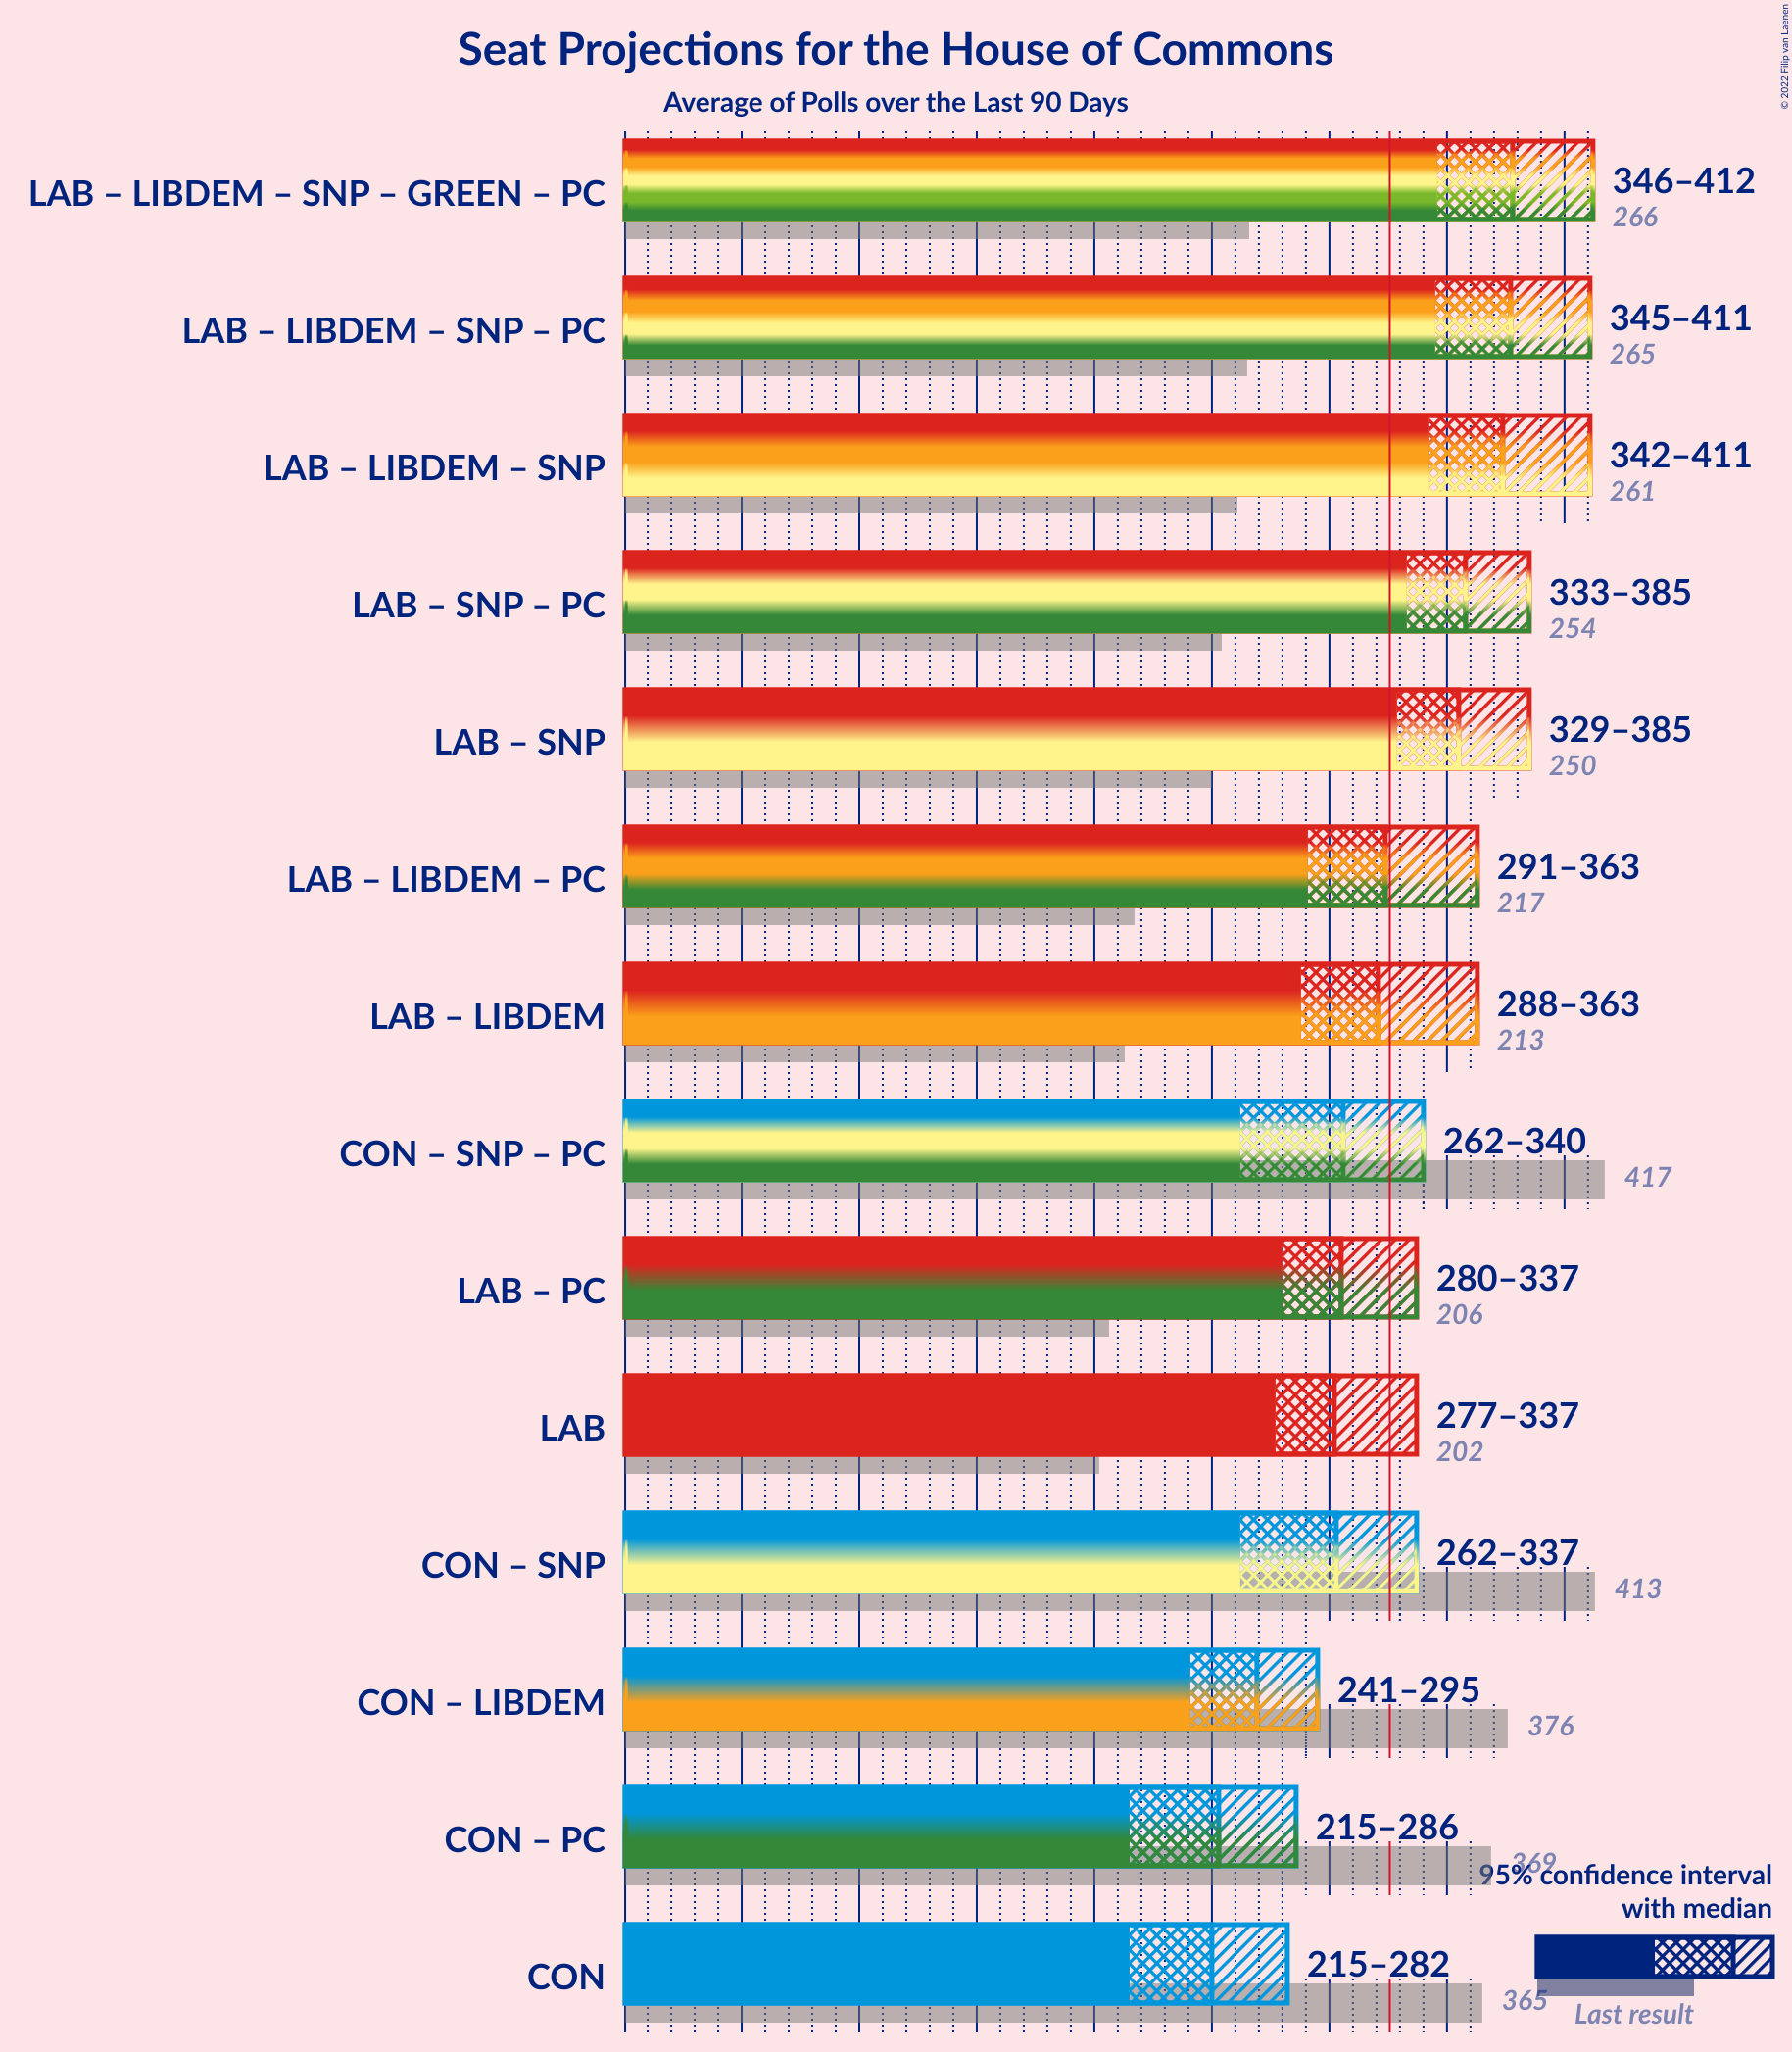 Seat Projections for the House of Commons
Average of Polls over the Last 90 Days
© 2022 Filip van Laenen
LAB – LIBDEM – SNP – GREEN – PC
346–412
266
LAB – LIBDEM – SNP – PC
345–411
265
LAB – LIBDEM – SNP
342–411
261
LAB – SNP – PC
333–385
254
LAB – SNP
329–385
250
LAB – LIBDEM – PC
291–363
217
LAB – LIBDEM
288–363
213
CON – SNP – PC
262–340
417
LAB – PC
280–337
206
LAB
277–337
202
CON – SNP
262–337
413
CON – LIBDEM
241–295
376
CON – PC
215–286
369
CON
215–282
365
95% confidence interval
with median
Last result